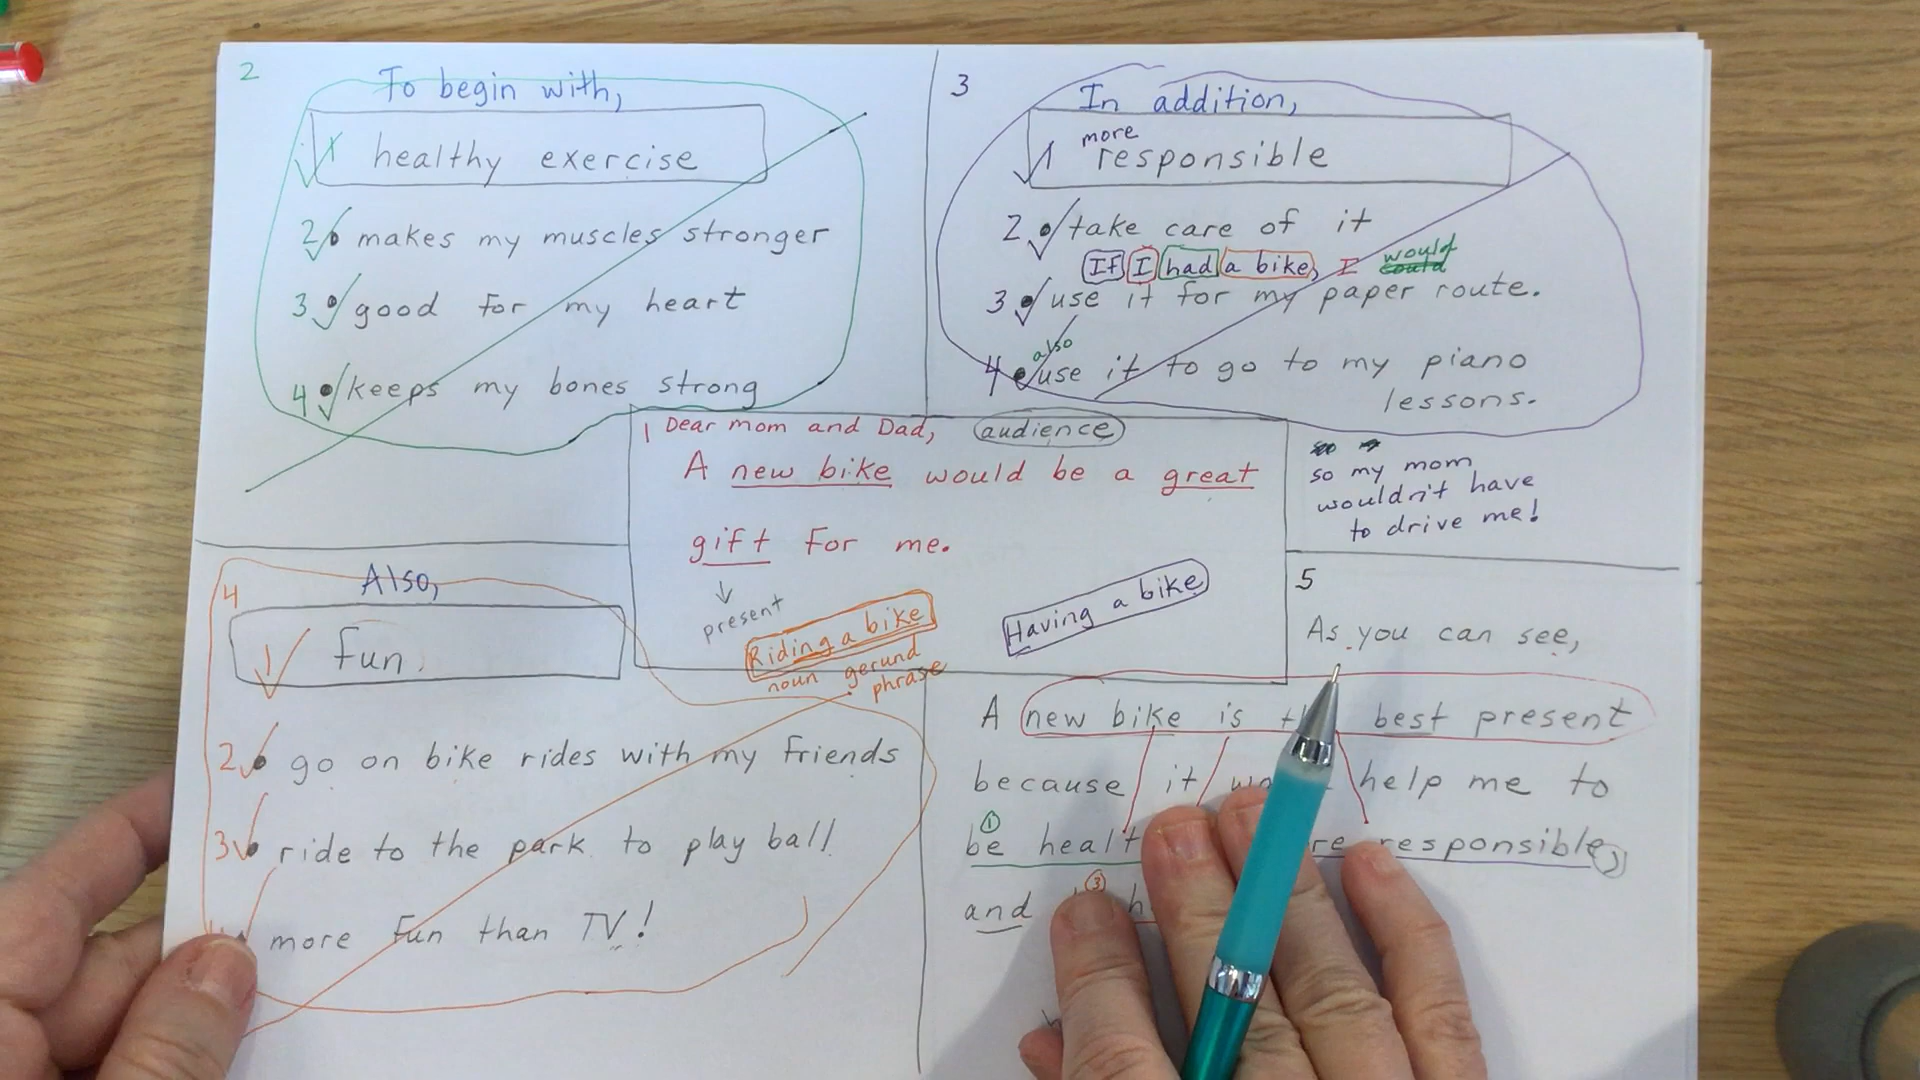 2
To begin with,
1 healthy exercise
2 makes my muscles stronger
3 good for my heart
4 keeps my bones strong
3
In addition,
more
1 responsible
2 take care of it
If I had a bike, I would
could
3 use it for my paper route.
also
4 use it to go to my piano
lessons.
so my mom
wouldn't have
to drive me!
1 Dear mom and Dad, audience
A new bike would be a great
gift for me.
present
Riding a bike
noun gerund
phrase
Having a bike
4
Also,
1 fun.
2 go on bike rides with my friends
3 ride to the park to play ball
more fun than TV!
5
As you can see,
A new bike is best present
because it help me to
1
be responsible,
3
and